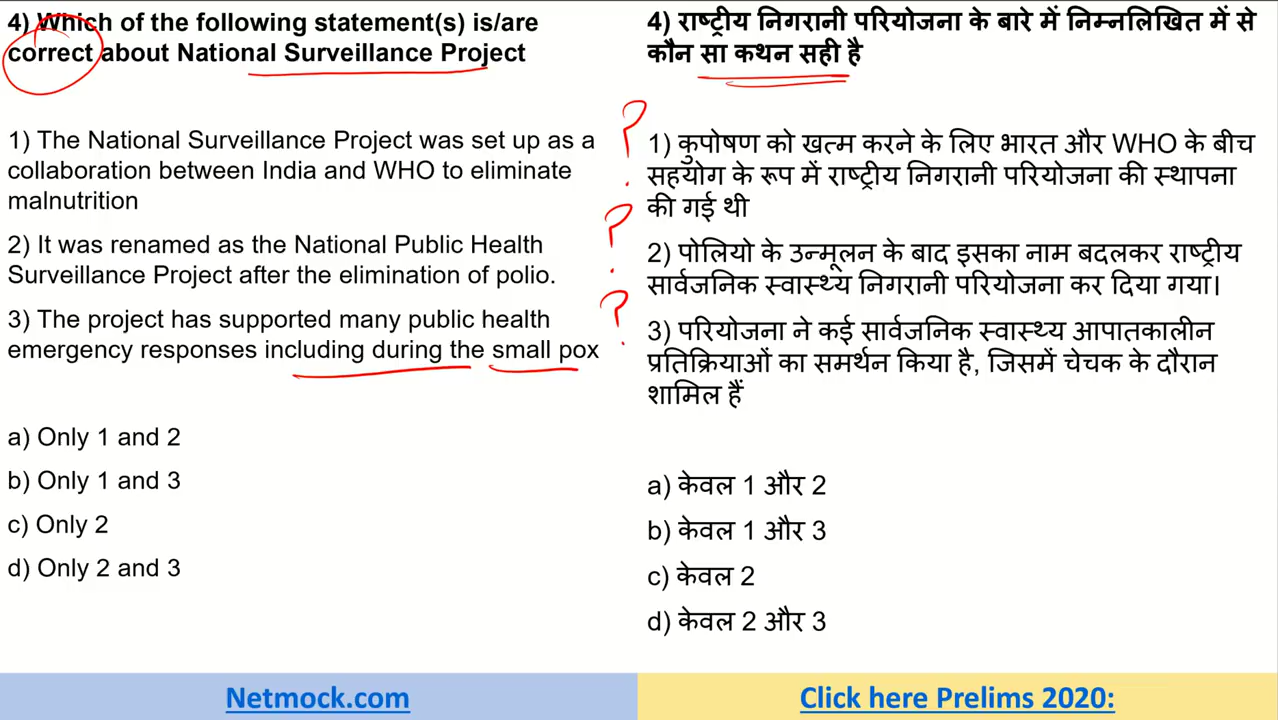 4) Which of the following statement(s) is/are
correct about National Surveillance Project
1) The National Surveillance Project was set up as a
collaboration between India and WHO to eliminate
malnutrition
2) It was renamed as the National Public Health
Surveillance Project after the elimination of polio.
3) The project has supported many public health
emergency responses including during the small pox
a) Only 1 and 2
b) Only 1 and 3
c) Only 2
d) Only 2 and 3
4) राष्ट्रीय निगरानी परियोजना के बारे में निम्नलिखित में से
कौन सा कथन सही है
? 
1) कुपोषण को खत्म करने के लिए भारत और WHO के बीच
सहयोग के रूप में राष्ट्रीय निगरानी परियोजना की स्थापना
की गई थी
?
2) पोलियो के उन्मूलन के बाद इसका नाम बदलकर राष्ट्रीय
सार्वजनिक स्वास्थ्य निगरानी परियोजना कर दिया गया।
?
3) परियोजना ने कई सार्वजनिक स्वास्थ्य आपातकालीन
प्रतिक्रियाओं का समर्थन किया है, जिसमें चेचक के दौरान
शामिल हैं
a) केवल 1 और 2
b) केवल 1 और 3
c) केवल 2
d) केवल 2 और 3
Netmock.com
Click here Prelims 2020: